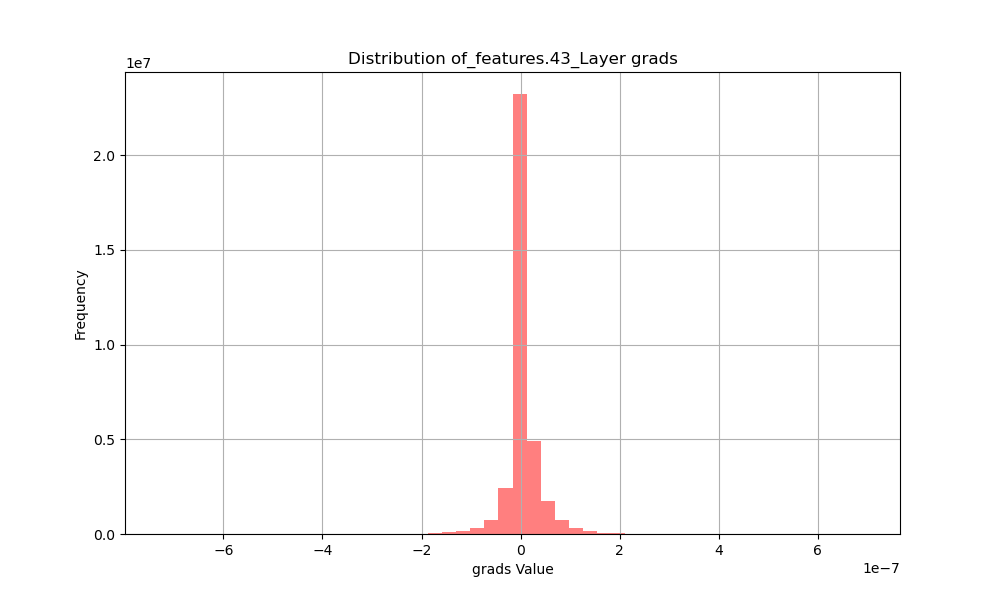 Distribution of_features.43_Layer grads
1e7
2.0
1.5
1.0
0.5
0.0
Frequency
−6
−4
−2
0
2
4
6
1e−7
grads Value